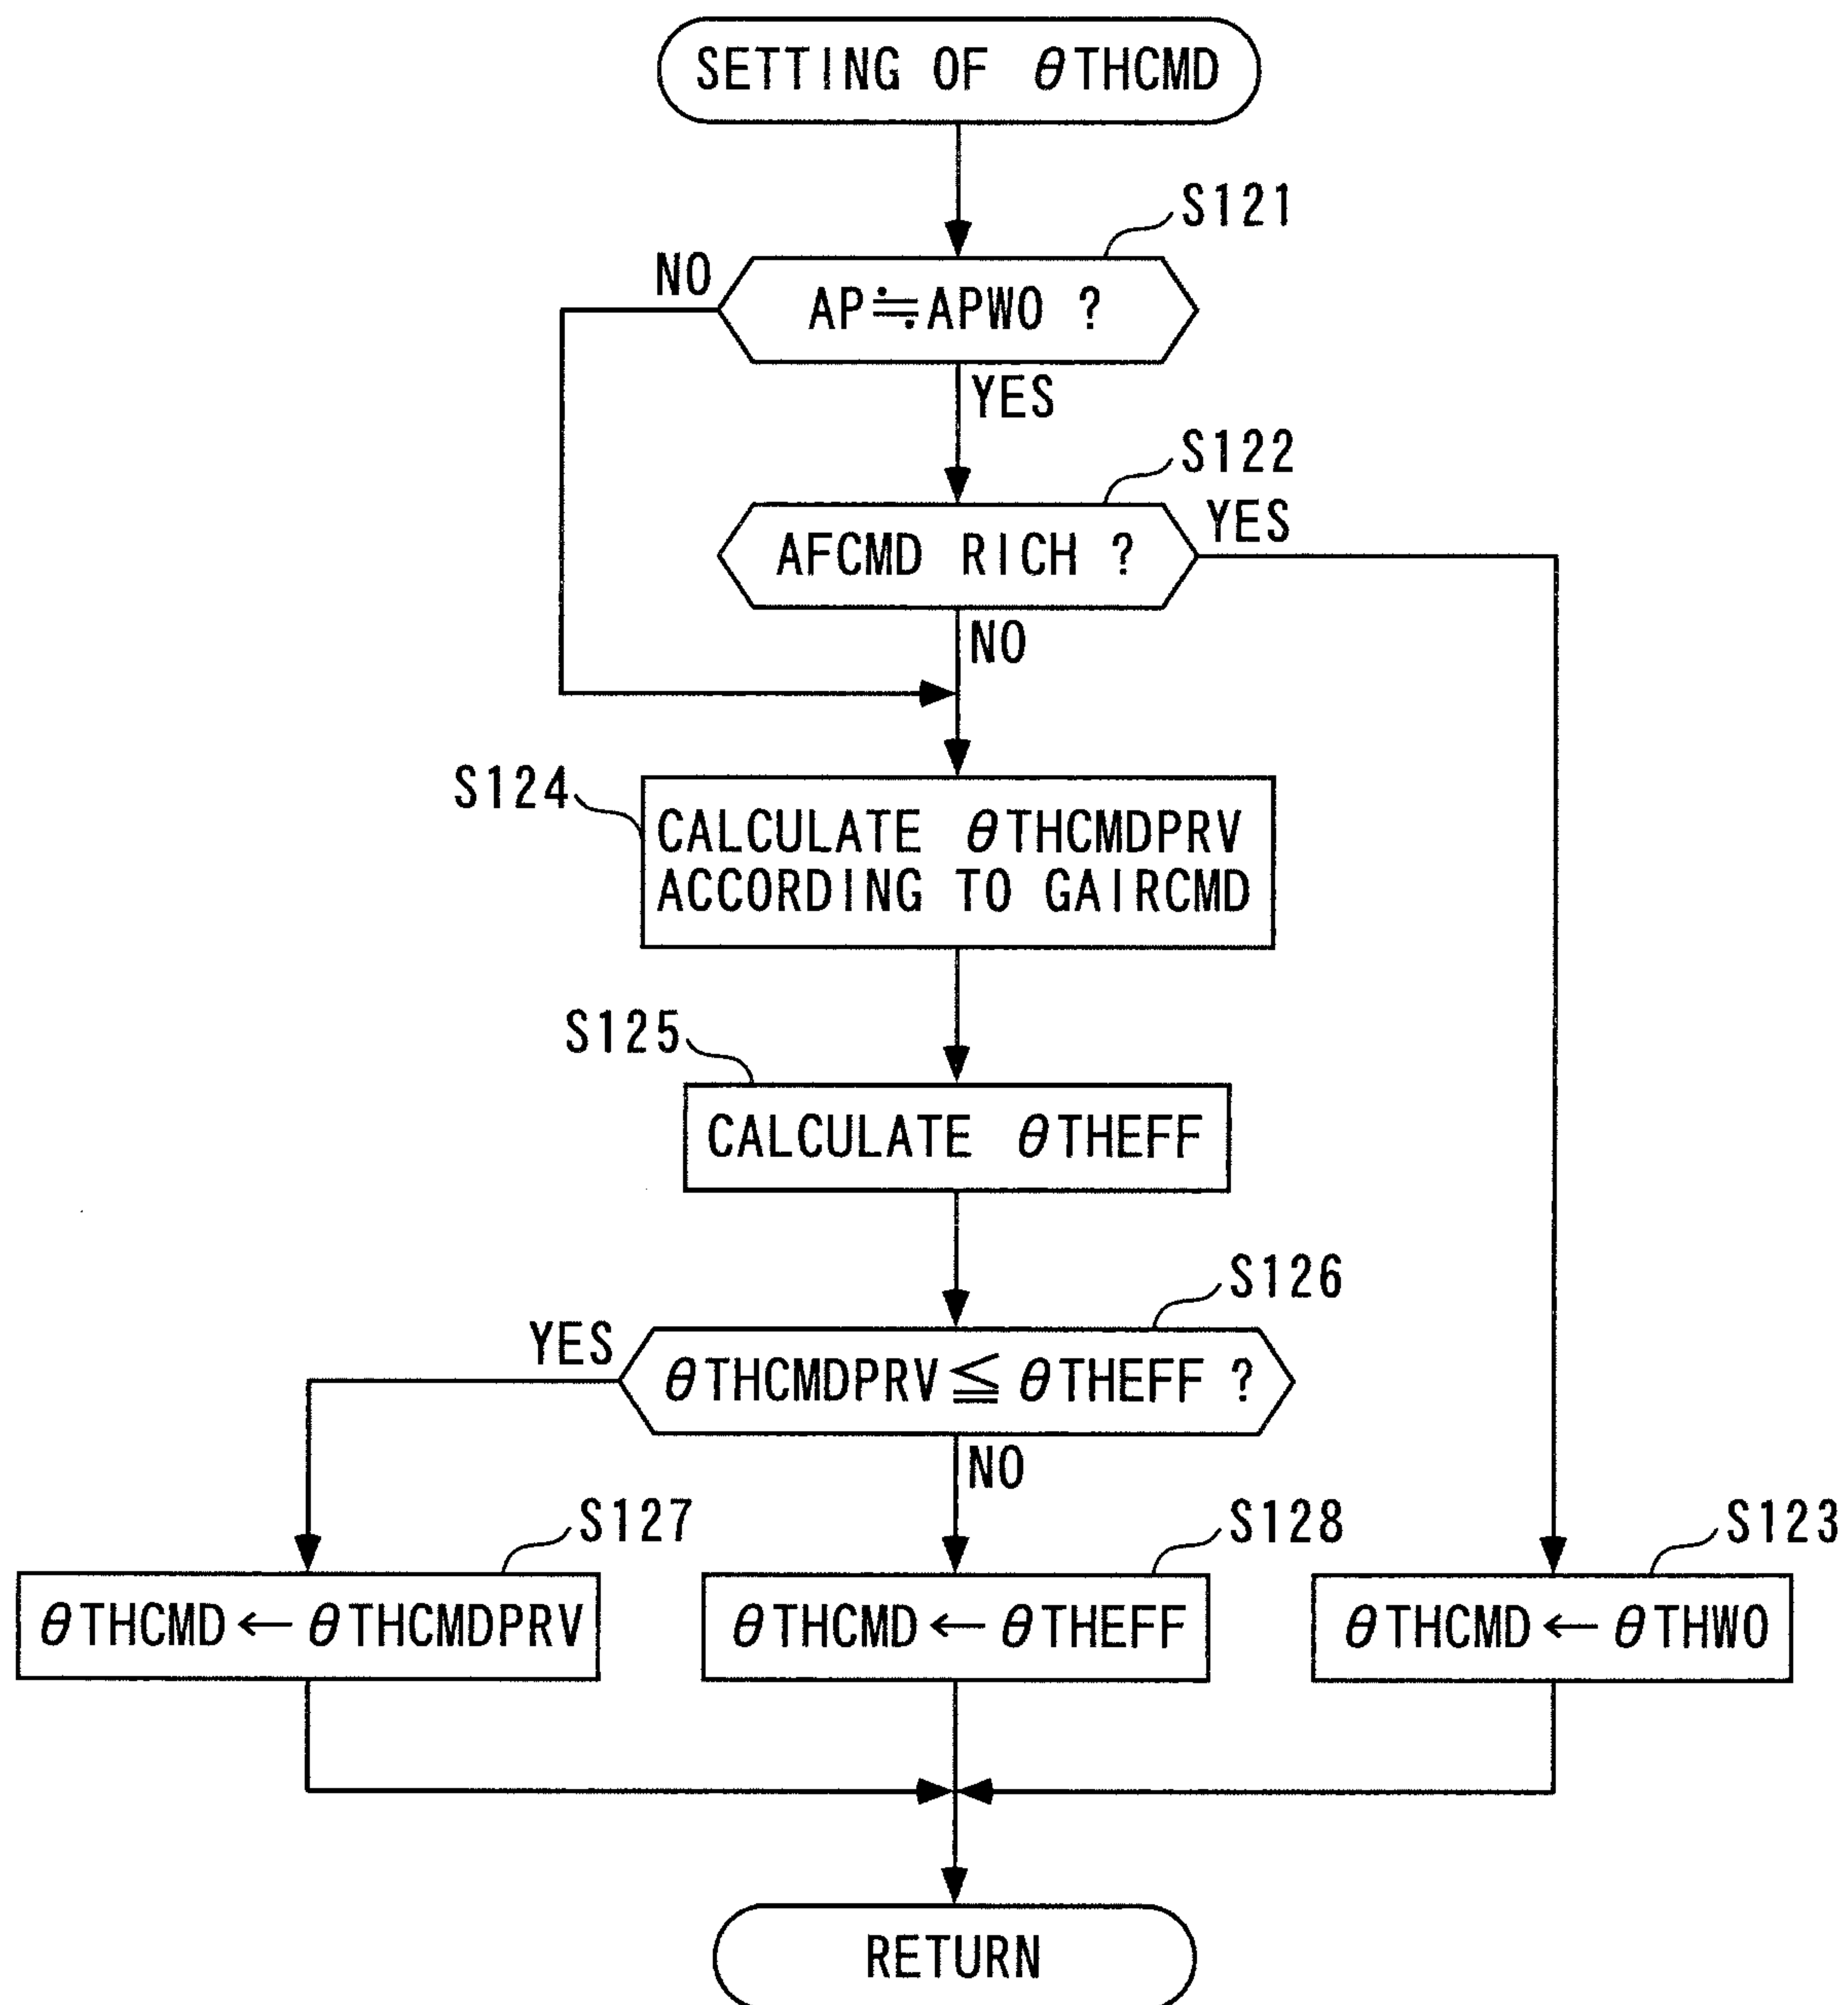 SETTING OF θTHCMD
S121
NO
AP≒APWO ?
YES
S122
YES
AFCMD RICH ?
NO
S124
CALCULATE θTHCMDPRV
ACCORDING TO GAIRCMD
S125
CALCULATE θTHEFF
S126
YES
θTHCMDPRV≦θTHEFF ?
NO
S127
S128
S123
θTHCMD←θTHCMDPRV
θTHCMD←θTHEFF
θTHCMD←θTHWO
RETURN